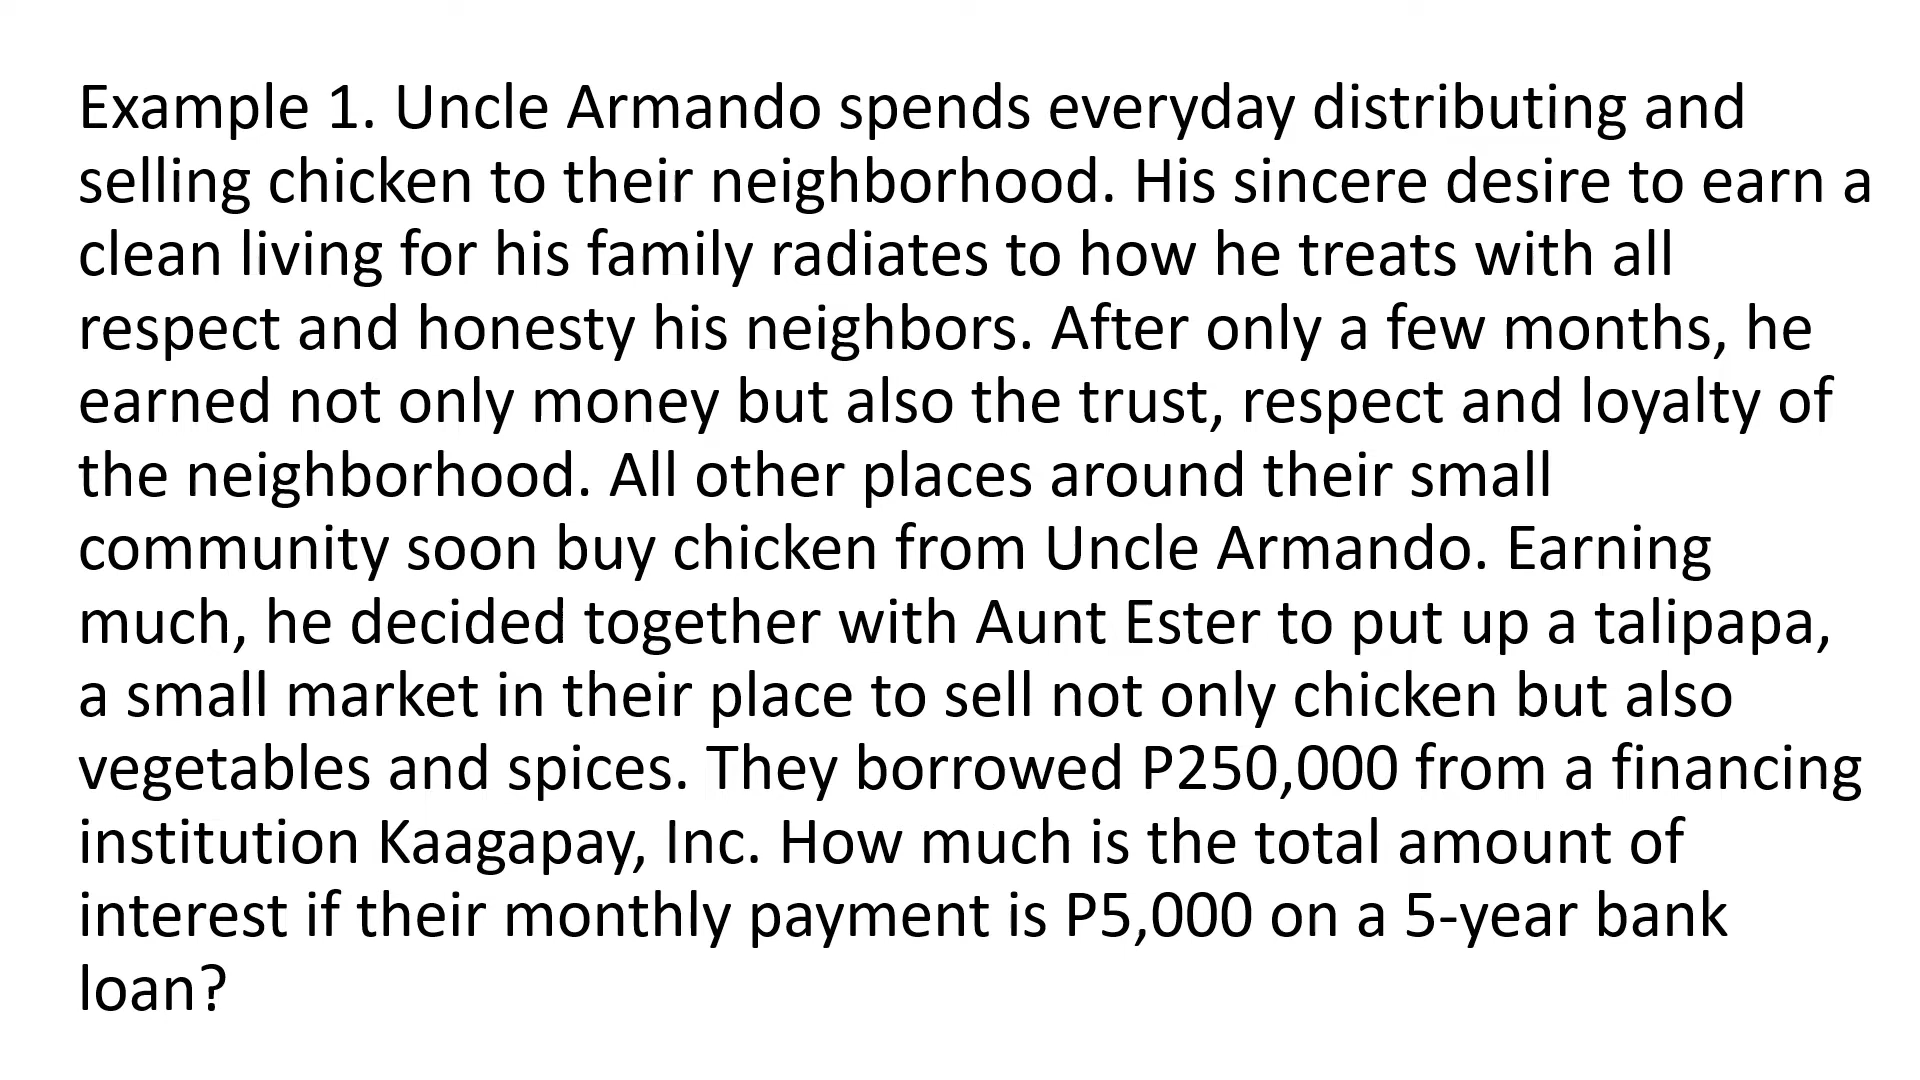 Example 1. Uncle Armando spends everyday distributing and
selling chicken to their neighborhood. His sincere desire to earn a
clean living for his family radiates to how he treats with all
respect and honesty his neighbors. After only a few months, he
earned not only money but also the trust, respect and loyalty of
the neighborhood. All other places around their small
community soon buy chicken from Uncle Armando. Earning
much, he decided together with Aunt Ester to put up a talipapa,
a small market in their place to sell not only chicken but also
vegetables and spices. They borrowed P250,000 from a financing
institution Kaagapay, Inc. How much is the total amount of
interest if their monthly payment is P5,000 on a 5-year bank
loan?